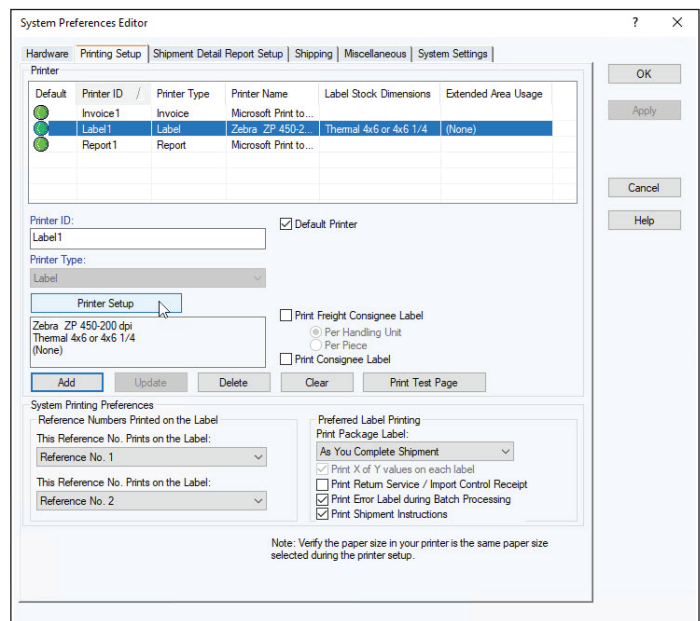 System Preferences Editor ? ×
Hardware Printing Setup Shipment Detail Report Setup Shipping Miscellaneous System Settings
Printer
Default Printer ID / Printer Type Printer Name Label Stock Dimensions Extended Area Usage
Invoice1 Invoice Microsoft Print to...
Label1 Label Zebra ZP 450-2... Thermal 4x6 or 4x6 1/4 (None)
Report1 Report Microsoft Print to...
OK
Apply
Cancel
Help
Printer ID:
Label1
Default Printer
Printer Type:
Label
Printer Setup
Zebra ZP 450-200 dpi
Thermal 4x6 or 4x6 1/4
(None)
Print Freight Consignee Label
Per Handling Unit
Per Piece
Print Consignee Label
Add Update Delete Clear Print Test Page
System Printing Preferences
Reference Numbers Printed on the Label
This Reference No. Prints on the Label:
Reference No. 1
This Reference No. Prints on the Label:
Reference No. 2
Preferred Label Printing
Print Package Label:
As You Complete Shipment
Print X of Y values on each label
Print Return Service / Import Control Receipt
Print Error Label during Batch Processing
Print Shipment Instructions
Note: Verify the paper size in your printer is the same paper size
selected during the printer setup.